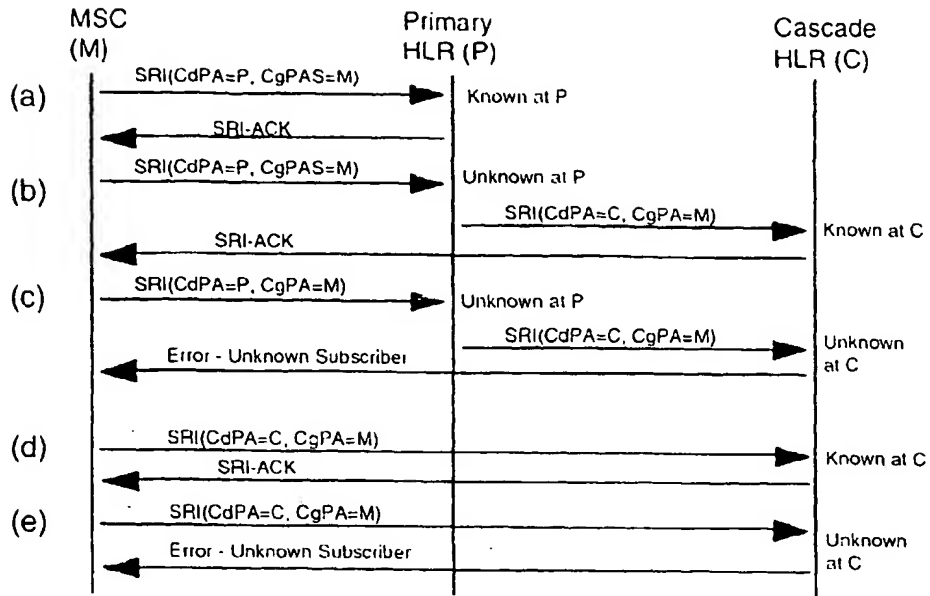 MSC
(M)
Primary
HLR (P)
Cascade
HLR (C)
(a)
SRI(CdPA=P, CgPAS=M)
Known at P
SRI-ACK
(b)
SRI(CdPA=P, CgPAS=M)
Unknown at P
SRI(CdPA=C, CgPA=M)
Known at C
SRI-ACK
(c)
SRI(CdPA=P, CgPA=M)
Unknown at P
SRI(CdPA=C, CgPA=M)
Unknown
at C
Error - Unknown Subscriber
(d)
SRI(CdPA=C, CgPA=M)
Known at C
SRI-ACK
(e)
SRI(CdPA=C, CgPA=M)
Unknown
at C
Error - Unknown Subscriber